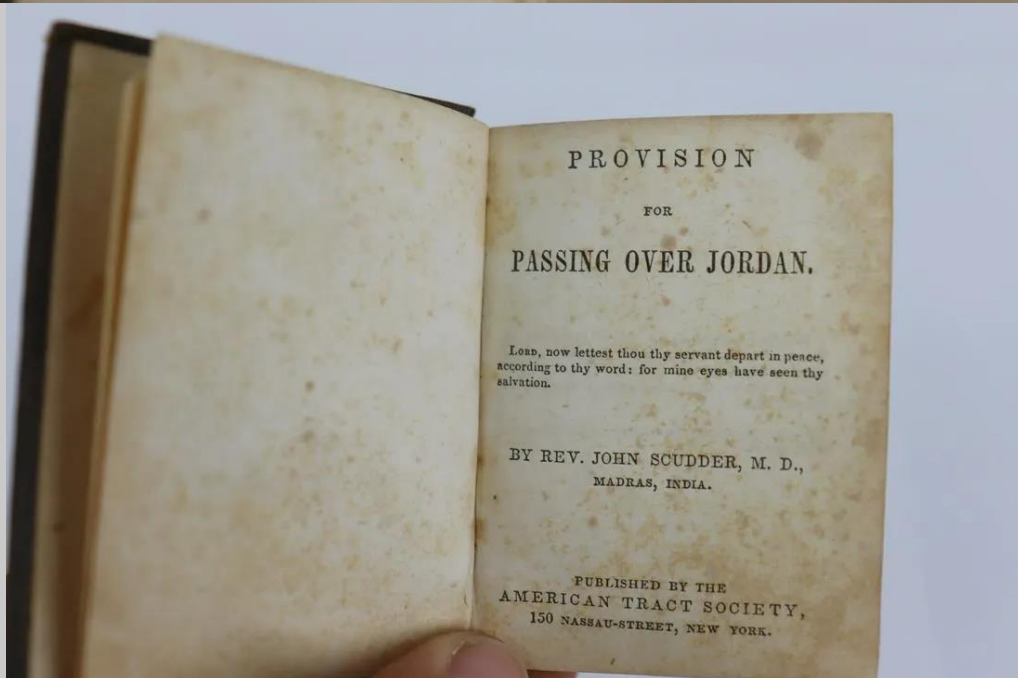 PROVISION
FOR
PASSING OVER JORDAN.
LORD, now lettest thou thy servant depart in peace,
according to thy word: for mine eyes have seen thy
salvation.
BY REV. JOHN SCUDDER, M. D.,
MADRAS, INDIA.
PUBLISHED BY THE
AMERICAN TRACT SOCIETY,
150 NASSAU-STREET, NEW YORK.